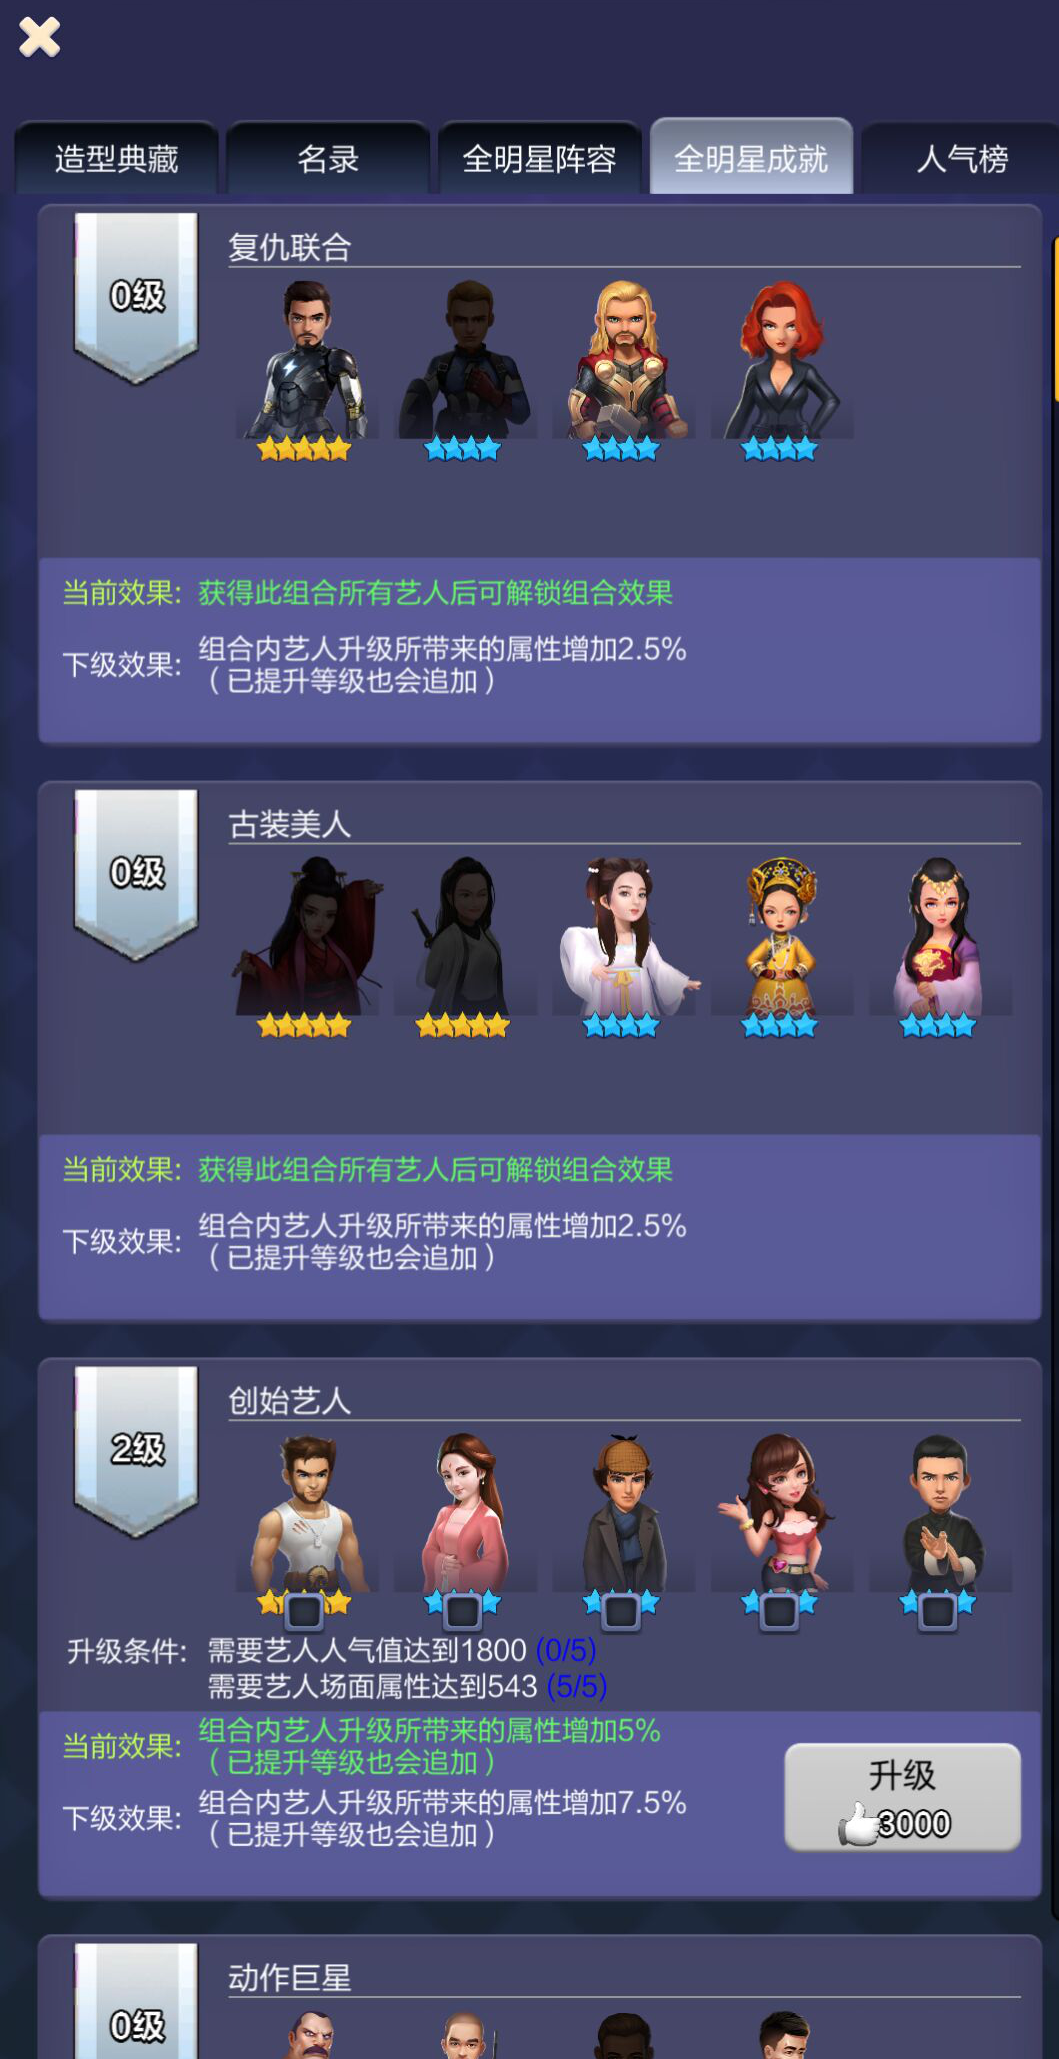 造型典藏
名录
全明星阵容
全明星成就
人气榜
0级
复仇联合
当前效果: 获得此组合所有艺人后可解锁组合效果
下级效果: 组合内艺人升级所带来的属性增加2.5%
（已提升等级也会追加）
0级
古装美人
当前效果: 获得此组合所有艺人后可解锁组合效果
下级效果: 组合内艺人升级所带来的属性增加2.5%
（已提升等级也会追加）
2级
创始艺人
升级条件: 需要艺人人气值达到1800 (0/5)
需要艺人场面属性达到543 (5/5)
当前效果: 组合内艺人升级所带来的属性增加5%
（已提升等级也会追加）
下级效果: 组合内艺人升级所带来的属性增加7.5%
（已提升等级也会追加）
升级
3000
0级
动作巨星